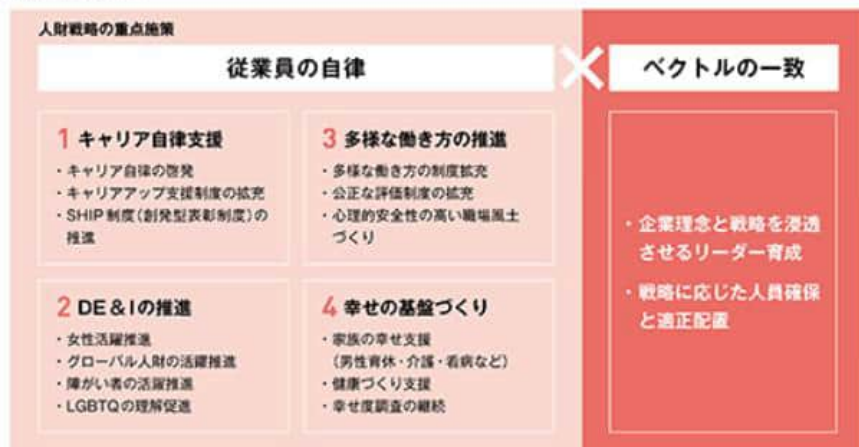 人財戦略の重点施策
従業員の自律
×
ベクトルの一致
1 キャリア自律支援
・キャリア自律の啓発
・キャリアアップ支援制度の拡充
・SHIP制度(創発型表彰制度)の
推進
2 DE&Iの推進
・女性活躍推進
・グローバル人財の活躍推進
・障がい者の活躍推進
・LGBTQの理解促進
3 多様な働き方の推進
・多様な働き方の制度拡充
・公正な評価制度の拡充
・心理的安全性の高い職場風土
づくり
4 幸せの基盤づくり
・家族の幸せ支援
(男性育休・介護・看病など)
・健康づくり支援
・幸せ度調査の継続
・企業理念と戦略を浸透
させるリーダー育成
・戦略に応じた人員確保
と適正配置